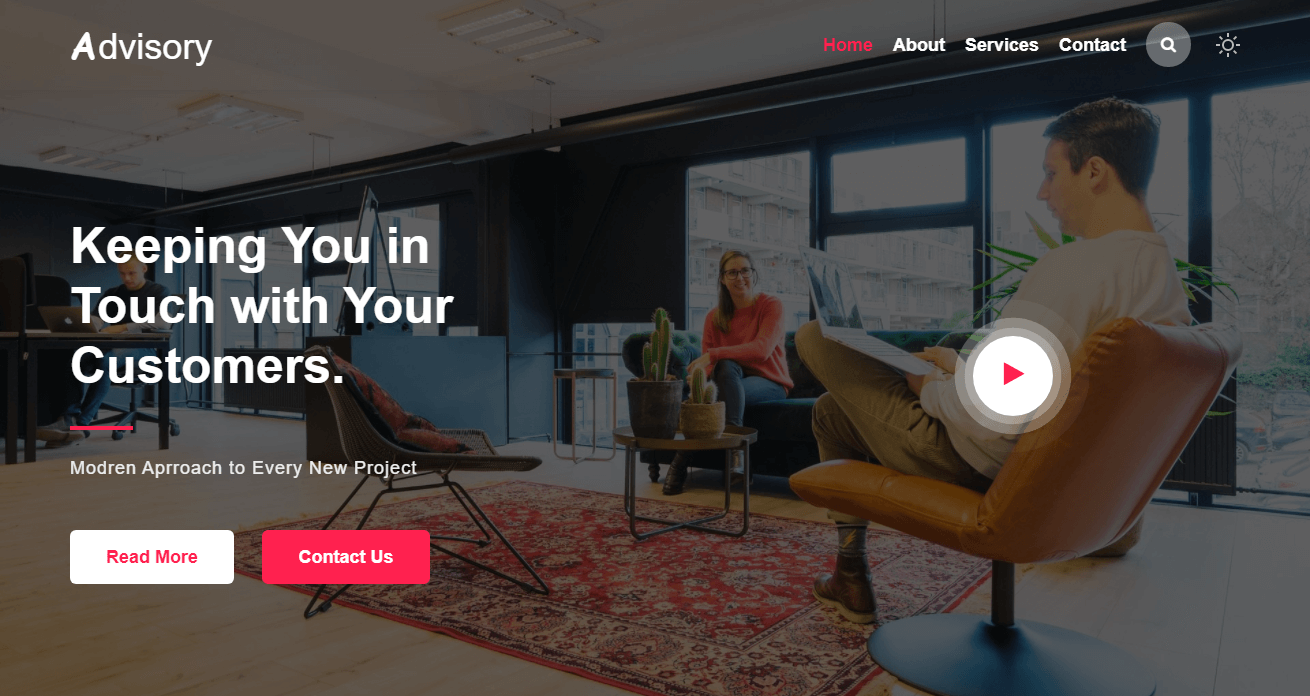 Advisory
Home About Services Contact
Keeping You in
Touch with Your
Customers.
Modren Aprroach to Every New Project
Read More Contact Us